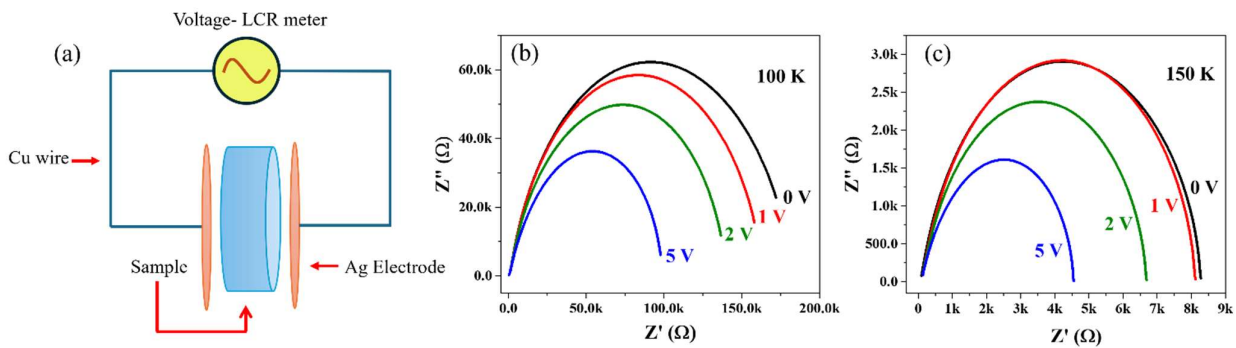 (a)
Voltage- LCR meter
Cu wire
Sample
Ag Electrode
(b)
100 K
Z" (Ω)
60.0k
40.0k
20.0k
0.0
0 V
1 V
2 V
5 V
0.0
50.0k
100.0k
150.0k
200.0k
Z' (Ω)
(c)
150 K
Z" (Ω)
3.0k
2.5k
2.0k
1.5k
1.0k
500.0
0.0
0 V
1 V
2 V
5 V
0
1k
2k
3k
4k
5k
6k
7k
8k
9k
Z' (Ω)